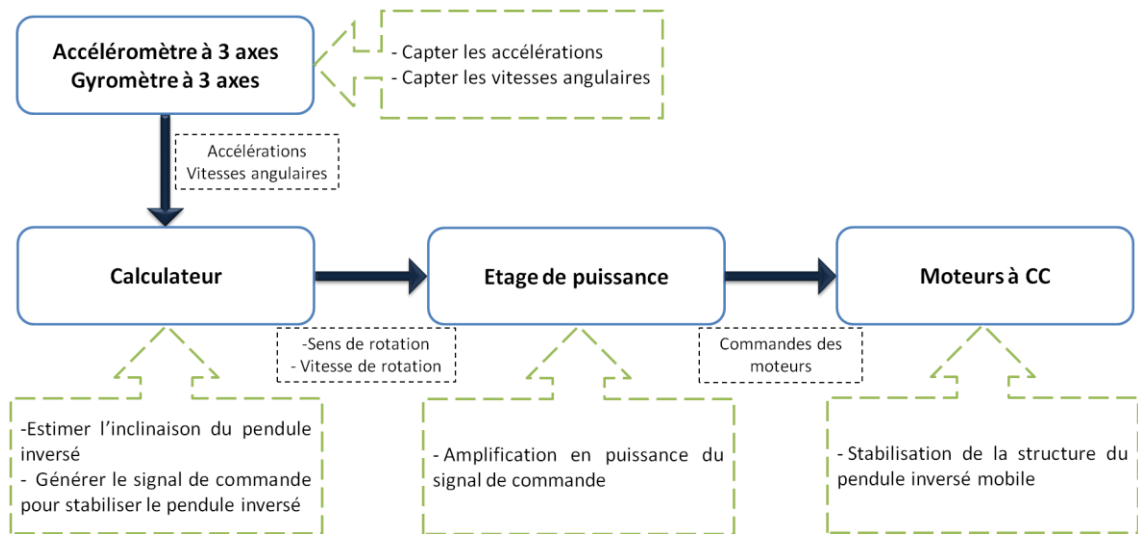 Accéléromètre à 3 axes
Gyromètre à 3 axes
- Capter les accélérations
- Capter les vitesses angulaires
Accélérations
Vitesses angulaires
Calculateur
Etage de puissance
Moteurs à CC
-Sens de rotation
- Vitesse de rotation
Commandes des
moteurs
-Estimer l'inclinaison du pendule
inversé
- Générer le signal de commande
pour stabiliser le pendule inversé
- Amplification en puissance du
signal de commande
- Stabilisation de la structure du
pendule inversé mobile